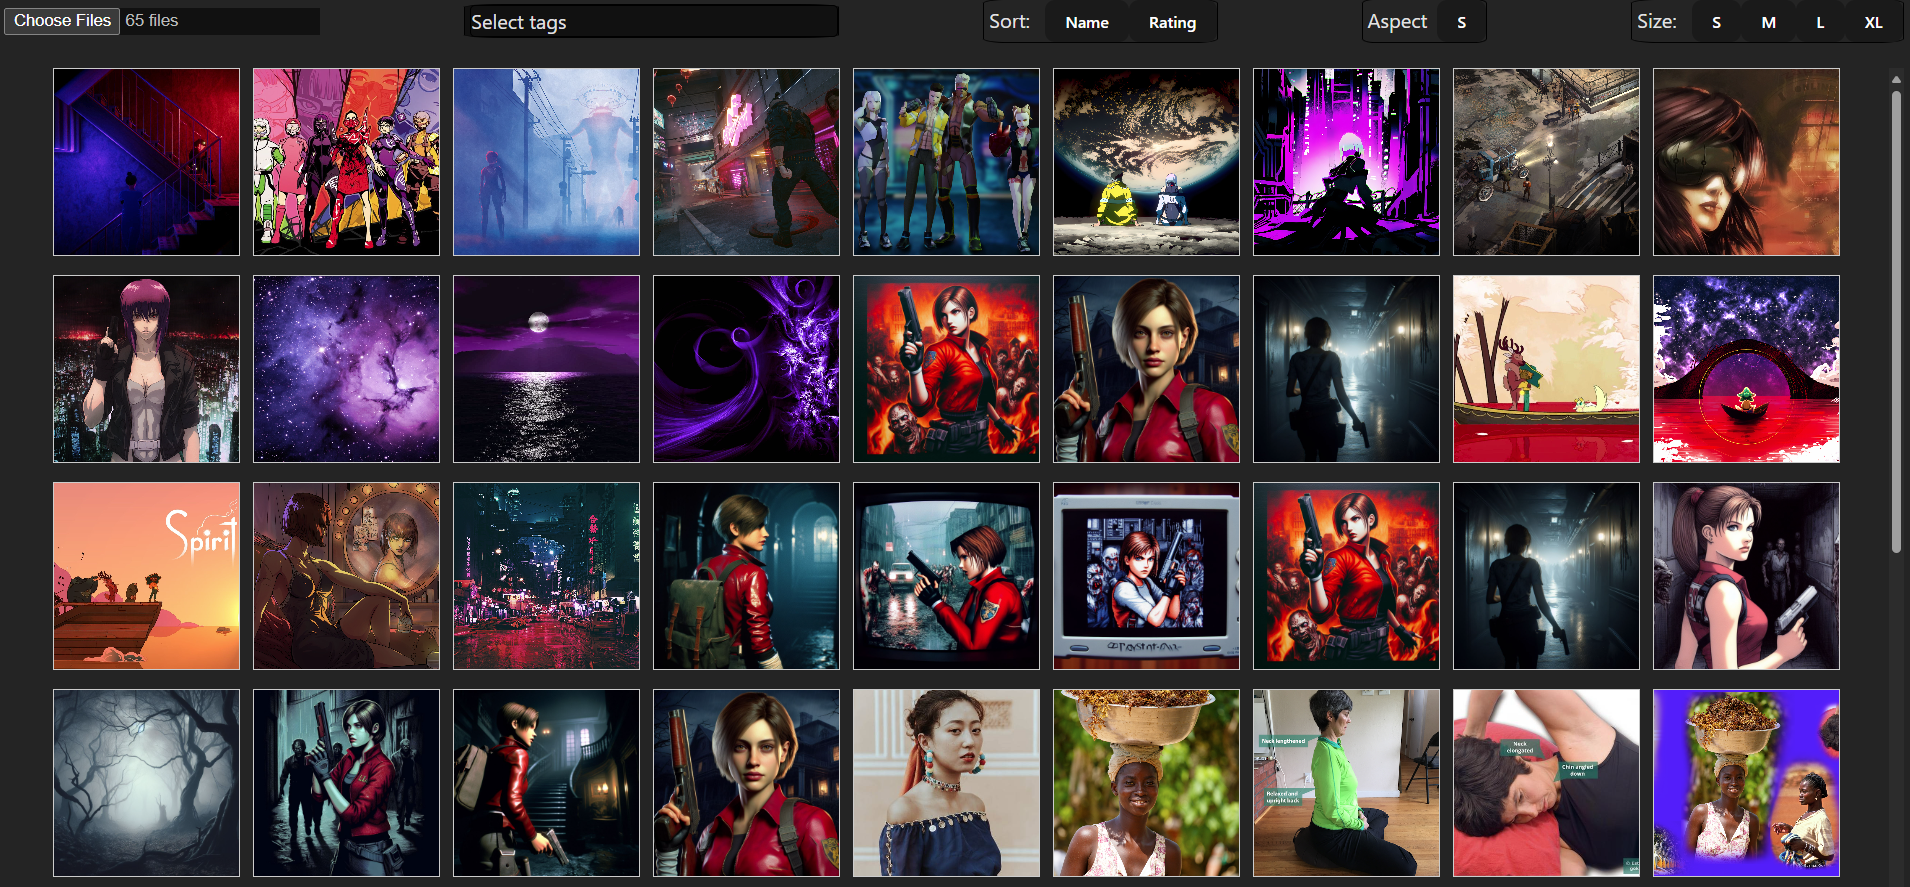 Choose Files 65 files
Select tags
Sort: Name Rating
Aspect S
Size: S M L XL
Spirit
Neck lengthened
Relaxed and
upright back
Neck
elongated
Chin angled
down